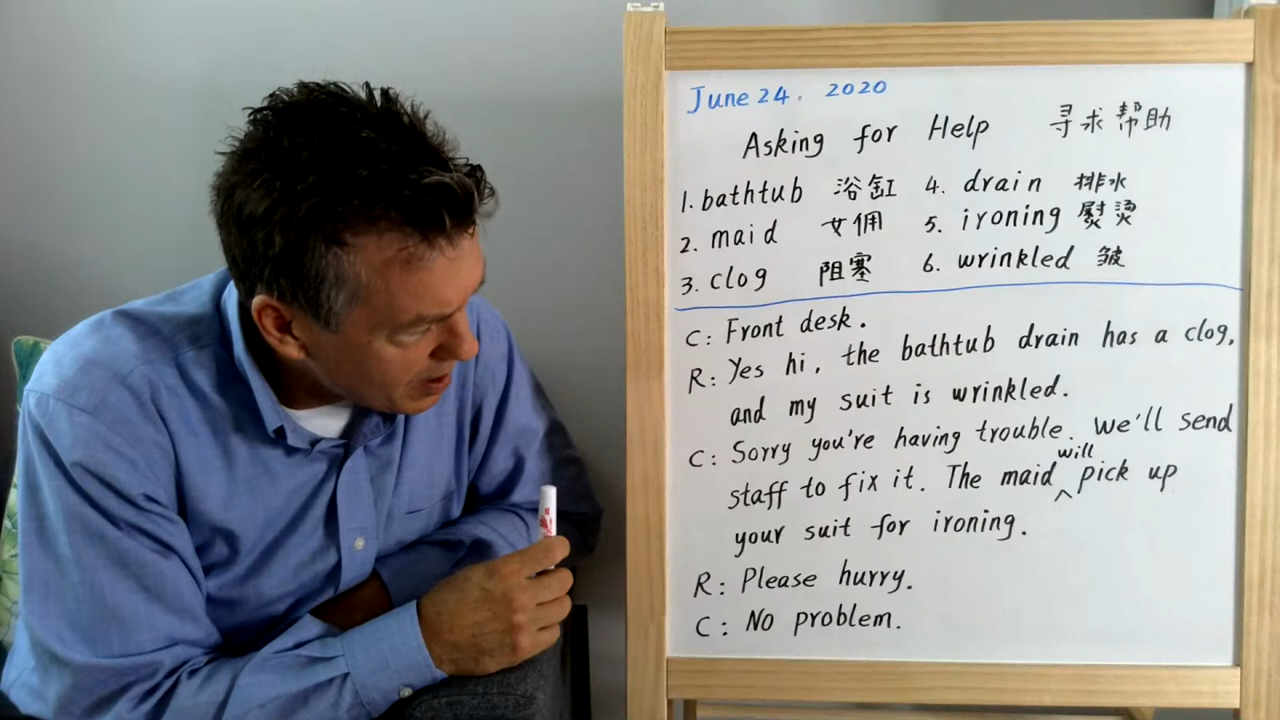 June 24, 2020
Asking for Help 寻求帮助
1. bathtub 浴缸 4. drain 排水
2. maid 女佣 5. ironing 熨烫
3. clog 阻塞 6. wrinkled 皱
C: Front desk.
R: Yes hi, the bathtub drain has a clog,
and my suit is wrinkled.
C: Sorry you're having trouble. We'll send
staff to fix it. The maid will pick up
your suit for ironing.
R: Please hurry.
C: No problem.